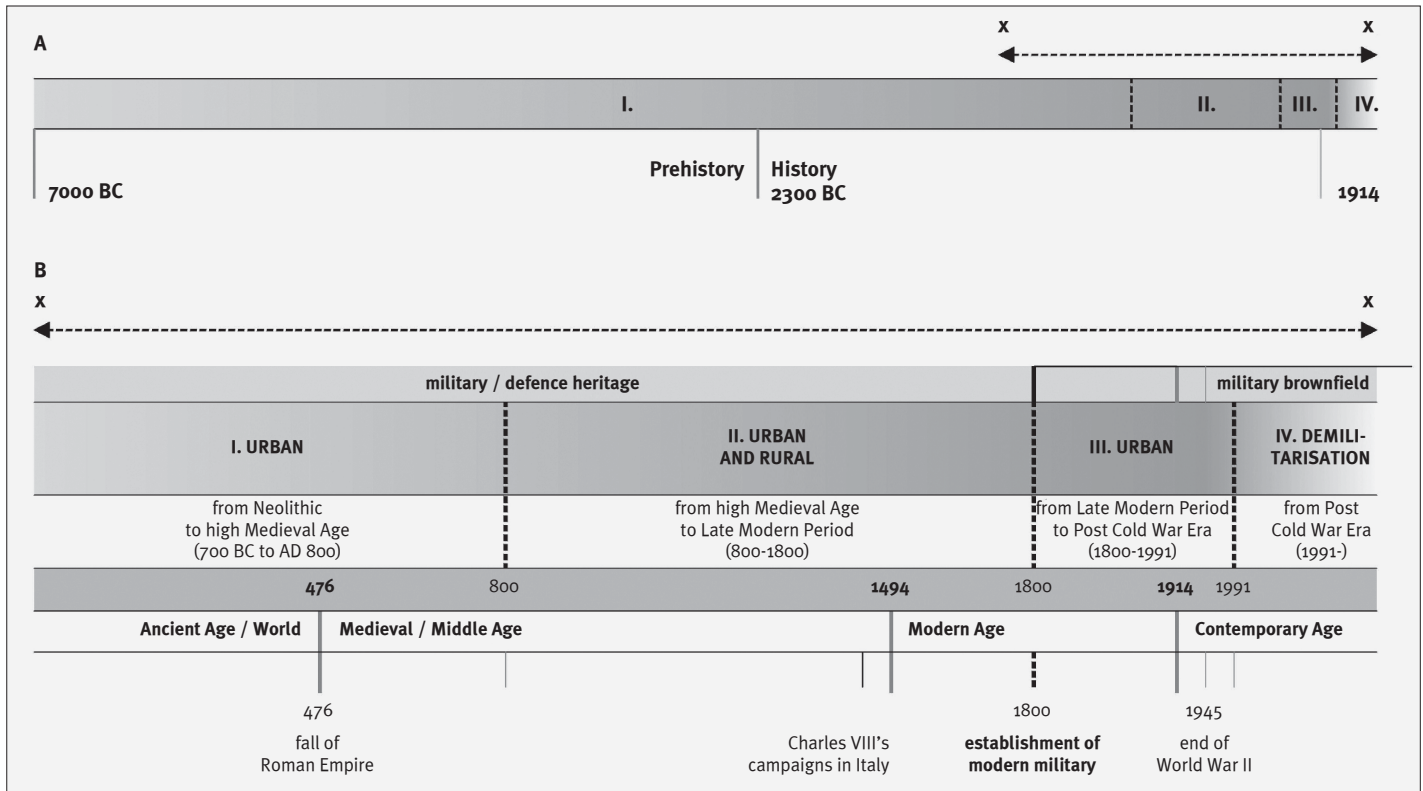 A
x x
I. II. III. IV.
Prehistory History
7000 BC 2300 BC 1914
B
x x
military / defence heritage military brownfield
I. URBAN
II. URBAN
AND RURAL
III. URBAN
IV. DEMILI-
TARISATION
from Neolithic
to high Medieval Age
(700 BC to AD 800)
from high Medieval Age
to Late Modern Period
(800-1800)
from Late Modern Period
to Post Cold War Era
(1800-1991)
from Post
Cold War Era
(1991-)
476 800 1494 1800 1914 1991
Ancient Age / World Medieval / Middle Age Modern Age Contemporary Age
476
fall of
Roman Empire
Charles VIII’s
campaigns in Italy
1800
establishment of
modern military
1945
end of
World War II